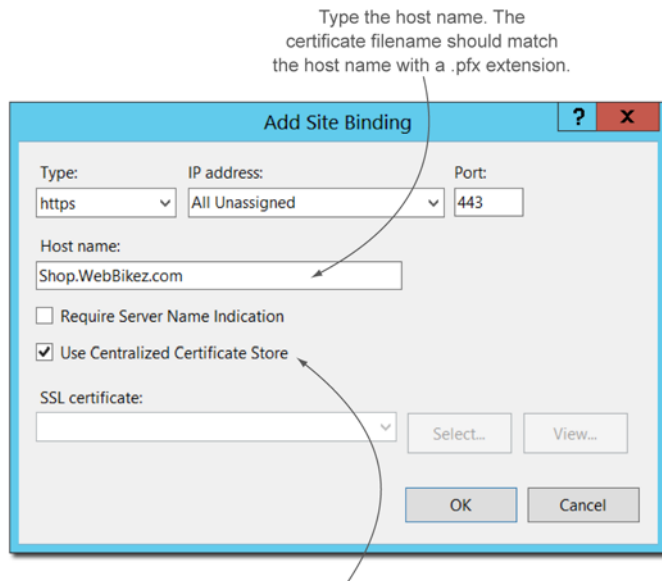 Type the host name. The
certificate filename should match
the host name with a .pfx extension.
Add Site Binding
? x
Type: IP address: Port:
https All Unassigned 443
Host name:
Shop.WebBikez.com
Require Server Name Indication
Use Centralized Certificate Store
SSL certificate:
Select... View...
OK Cancel